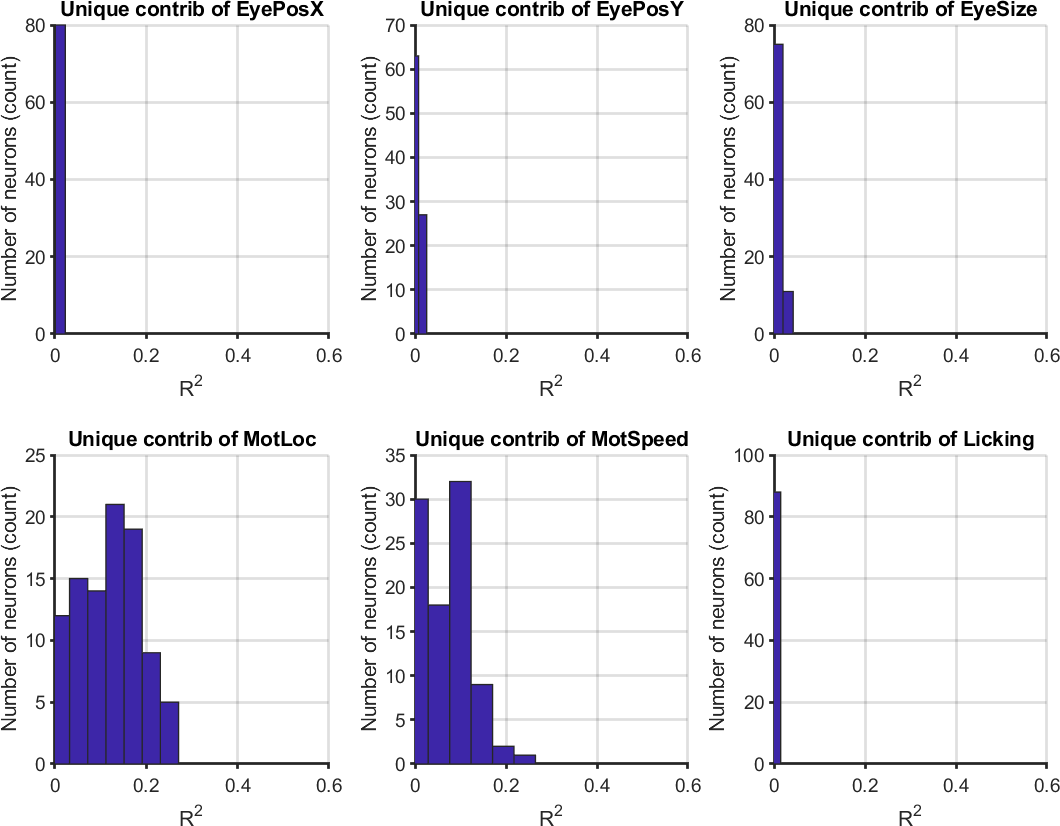 Unique contrib of EyePosX
Number of neurons (count)
80
60
40
20
0
0 0.2 0.4 0.6
R²
Unique contrib of EyePosY
Number of neurons (count)
70
60
50
40
30
20
10
0
0 0.2 0.4 0.6
R²
Unique contrib of EyeSize
Number of neurons (count)
80
60
40
20
0
0 0.2 0.4 0.6
R²
Unique contrib of MotLoc
Number of neurons (count)
25
20
15
10
5
0
0 0.2 0.4 0.6
R²
Unique contrib of MotSpeed
Number of neurons (count)
35
30
25
20
15
10
5
0
0 0.2 0.4 0.6
R²
Unique contrib of Licking
Number of neurons (count)
100
80
60
40
20
0
0 0.2 0.4 0.6
R²